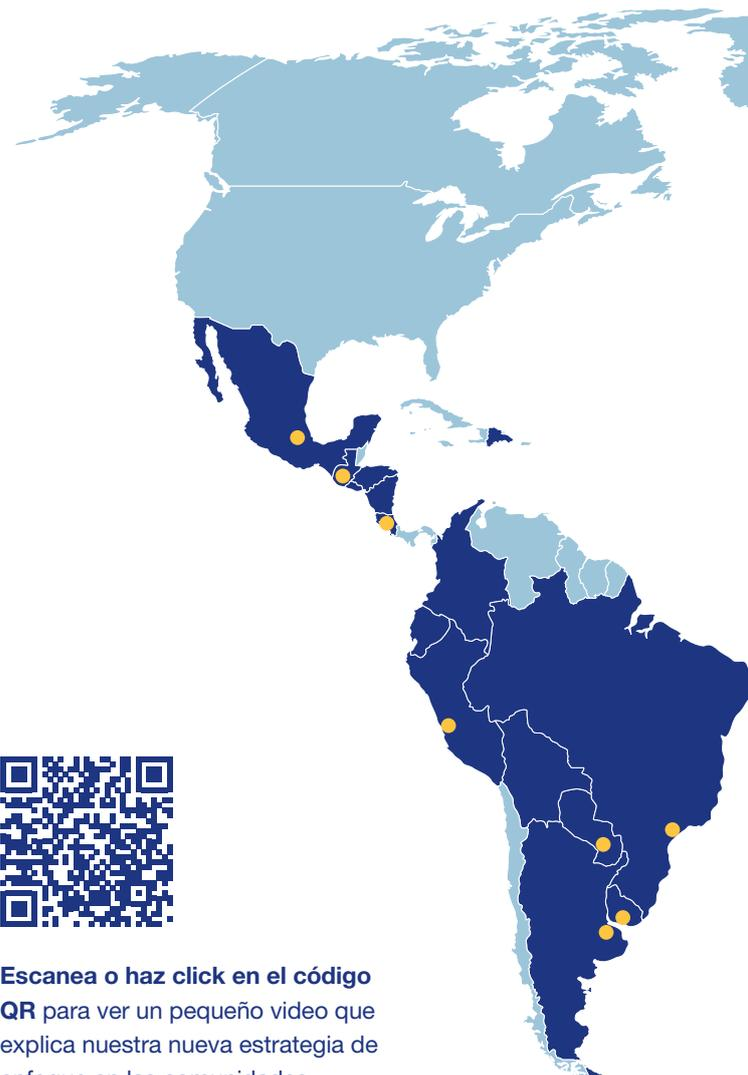 Escanea o haz click en el código
QR para ver un pequeño video que
explica nuestra nueva estrategia de